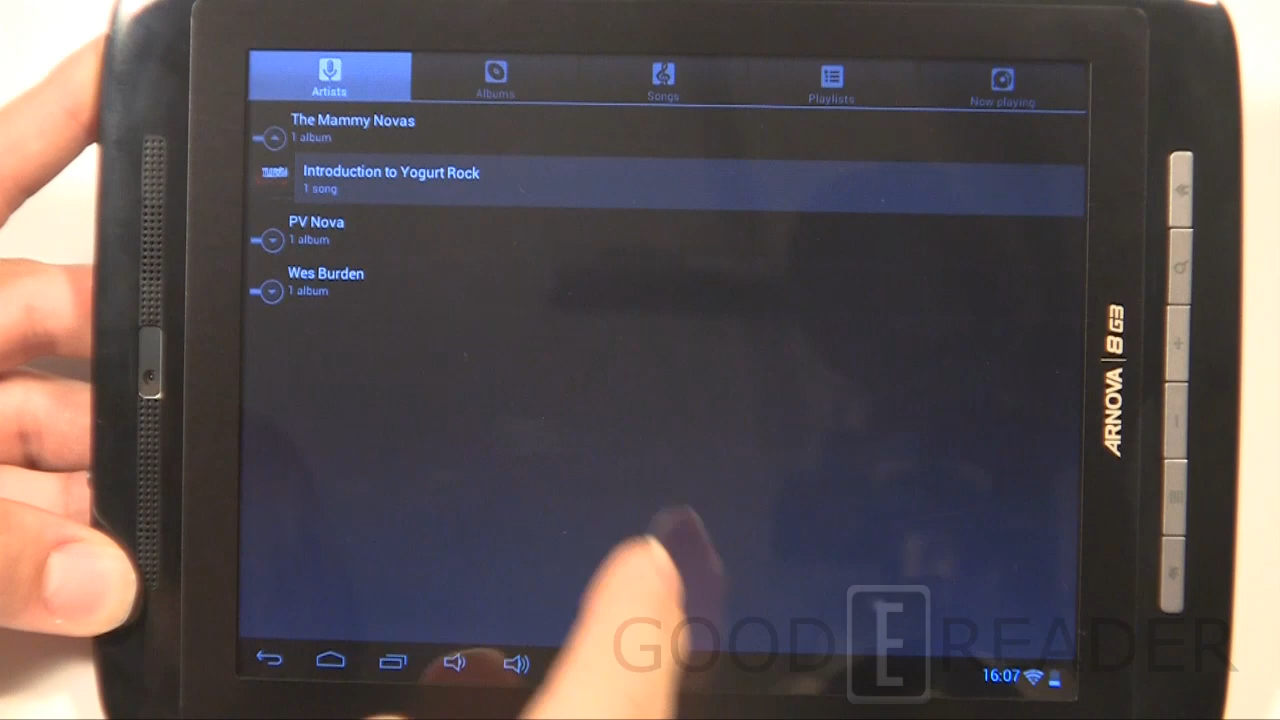 Artists
Albums
Songs
Playlists
Now playing
The Mammy Novas
1 album
Introduction to Yogurt Rock
1 song
PV Nova
1 album
Wes Burden
1 album
ARNOVA | 8 G3
16:07
GOOD E READER